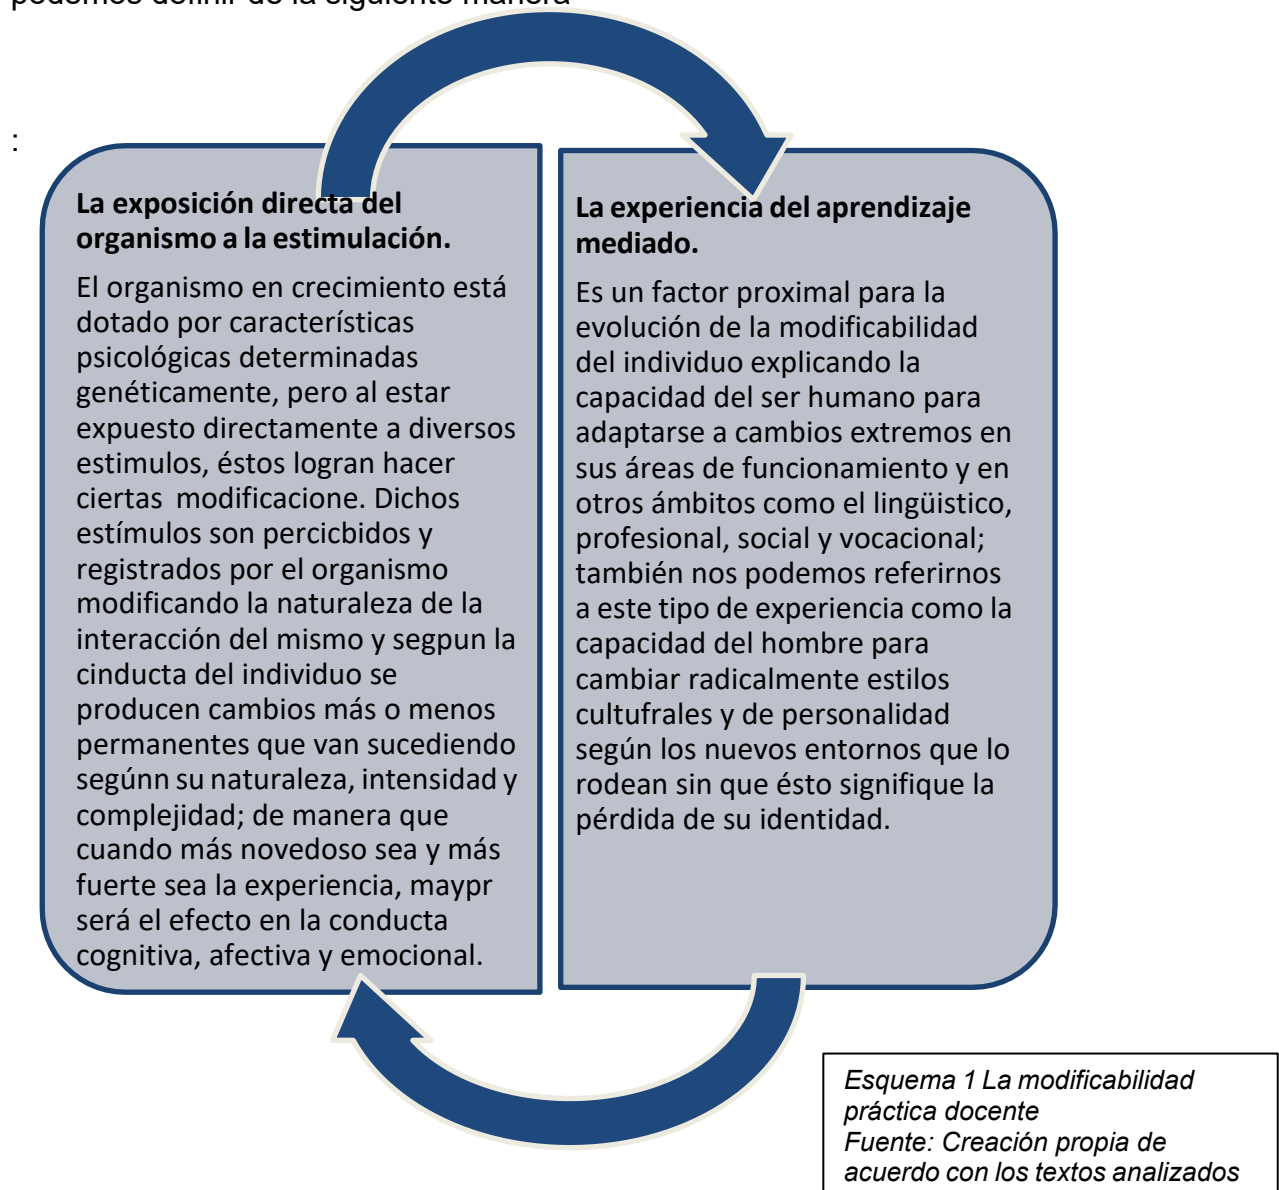 podemos definir de la siguiente manera
:
La exposición directa del
organismo a la estimulación.
El organismo en crecimiento está
dotado por características
psicológicas determinadas
genéticamente, pero al estar
expuesto directamente a diversos
estimulos, éstos logran hacer
ciertas modificacione. Dichos
estímulos son percicbidos y
registrados por el organismo
modificando la naturaleza de la
interacción del mismo y segpun la
cinducta del individuo se
producen cambios más o menos
permanentes que van sucediendo
segúnn su naturaleza, intensidad y
complejidad; de manera que
cuando más novedoso sea y más
fuerte sea la experiencia, maypr
será el efecto en la conducta
cognitiva, afectiva y emocional.
La experiencia del aprendizaje
mediado.
Es un factor proximal para la
evolución de la modificabilidad
del individuo explicando la
capacidad del ser humano para
adaptarse a cambios extremos en
sus áreas de funcionamiento y en
otros ámbitos como el lingüistico,
profesional, social y vocacional;
también nos podemos referirnos
a este tipo de experiencia como la
capacidad del hombre para
cambiar radicalmente estilos
cultufrales y de personalidad
según los nuevos entornos que lo
rodean sin que ésto signifique la
pérdida de su identidad.
Esquema 1 La modificabilidad
práctica docente
Fuente: Creación propia de
acuerdo con los textos analizados